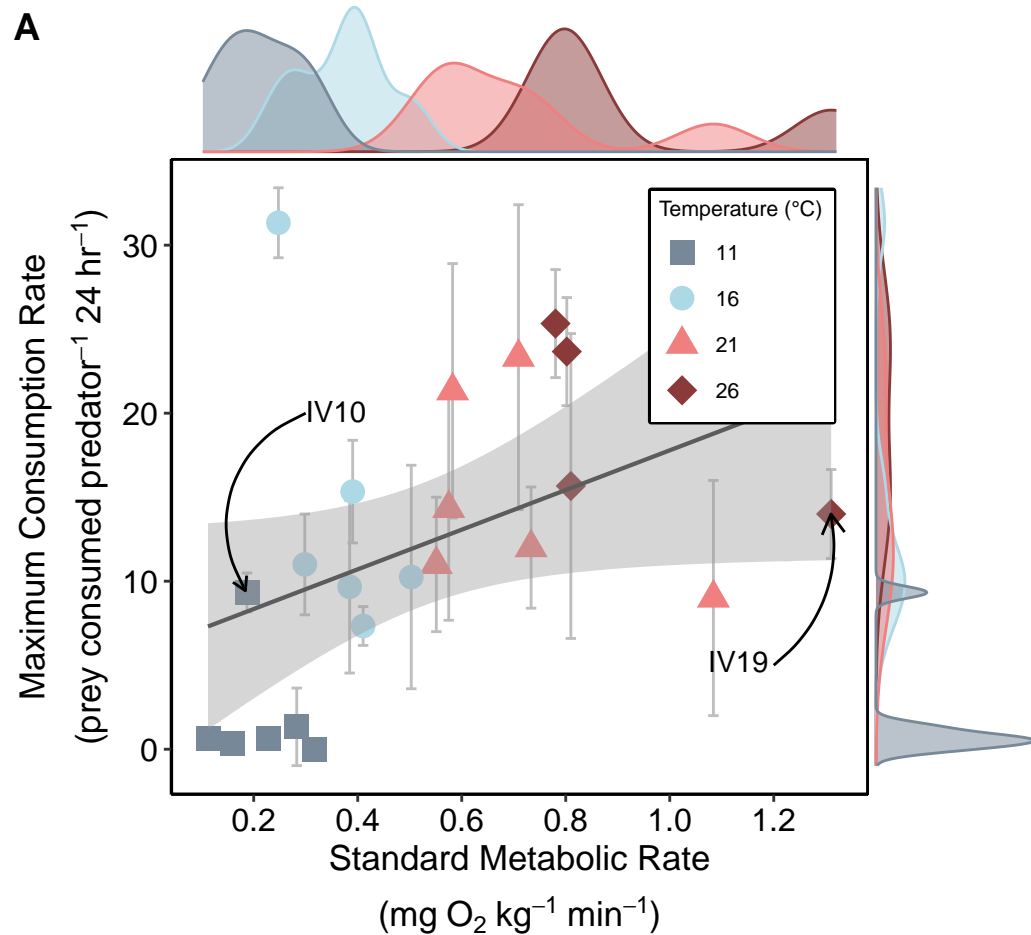 A
Maximum Consumption Rate
(prey consumed predator⁻¹ 24 hr⁻¹)
30
20
10
0
Temperature (°C)
11
16
21
26
IV10
IV19
0.2 0.4 0.6 0.8 1.0 1.2
Standard Metabolic Rate
(mg O₂ kg⁻¹ min⁻¹)